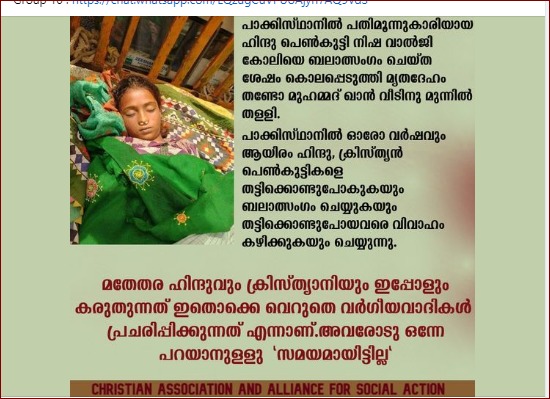 പാക്കിസ്ഥാനിൽ പതിമൂന്നുകാരിയായ
ഹിന്ദു പെൺകുട്ടി നിഷ വാൽജി
കോലിയെ ബലാത്സംഗം ചെയ്ത
ശേഷം കൊലപ്പെടുത്തി മൃതദേഹം
തണ്ടോ മുഹമ്മദ് ഖാൻ വീടിനു മുന്നിൽ
തള്ളി.
പാക്കിസ്ഥാനിൽ ഓരോ വർഷവും
ആയിരം ഹിന്ദു, ക്രിസ്ത്യൻ
പെൺകുട്ടികളെ
തട്ടിക്കൊണ്ടുപോകുകയും
ബലാത്സംഗം ചെയ്യുകയും
തട്ടിക്കൊണ്ടുപോയവരെ വിവാഹം
കഴിക്കുകയും ചെയ്യുന്നു.
മതേതര ഹിന്ദുവും ക്രിസ്ത്യാനിയും ഇപ്പോളും
കരുതുന്നത് ഇതൊക്കെ വെറുതെ വർഗീയവാദികൾ
പ്രചരിപ്പിക്കുന്നത് എന്നാണ്.അവരോടു ഒന്നേ
പറയാനുളളു 'സമയമായിട്ടില്ല'
CHRISTIAN ASSOCIATION AND ALLIANCE FOR SOCIAL ACTION